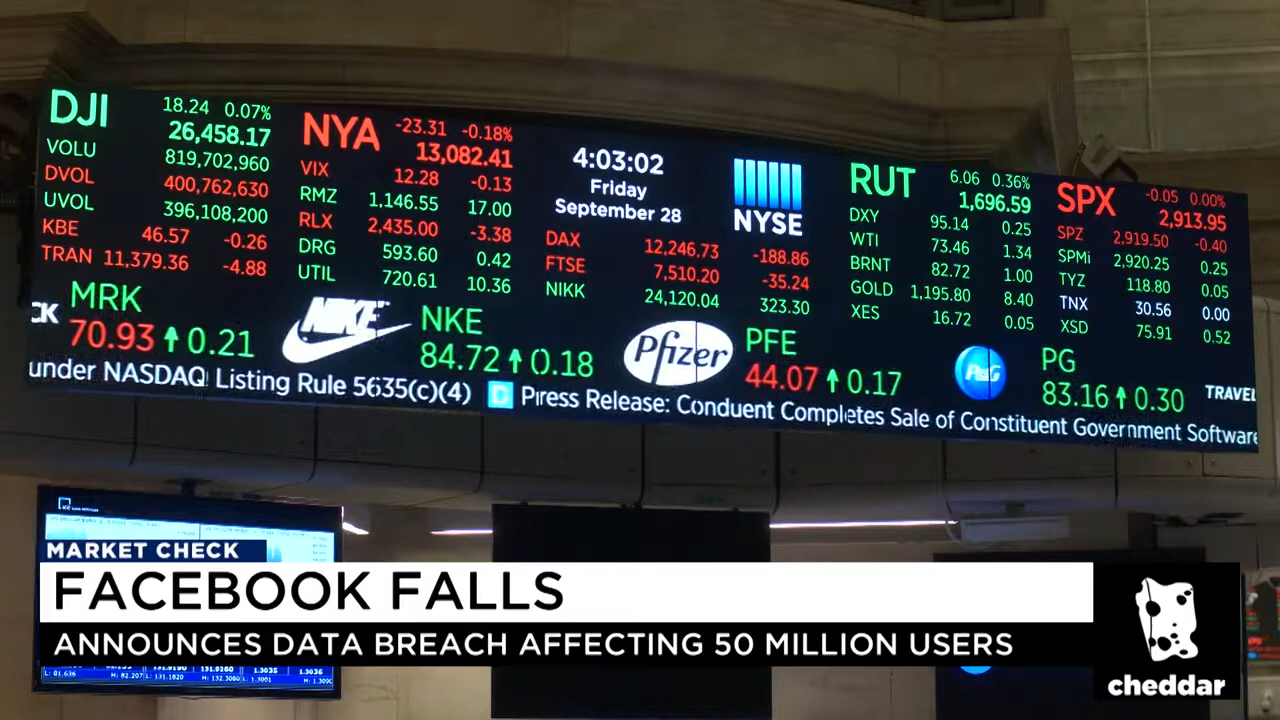 DJI 18.24 0.07%
26,458.17
VOLU 819,702,960
DVOL 400,762,630
UVOL 396,108,200
KBE 46.57 -0.26
TRAN 11,379.36 -4.88
NYA -23.31 -0.18%
13,082.41
VIX 12.28 -0.13
RMZ 1,146.55 17.00
RLX 2,435.00 -3.38
DRG 593.60 0.42
UTIL 720.61 10.36
4:03:02
Friday
September 28
NYSE
DAX 12,246.73 -188.86
FTSE 7,510.20 -35.24
NIKK 24,120.04 323.30
RUT 6.06 0.36%
1,696.59
DXY 95.14 0.25
WTI 73.46 1.34
BRNT 82.72 1.00
GOLD 1,195.80 8.40
XES 16.72 0.05
SPX -0.05 0.00%
2,913.95
SPZ 2,919.50 -0.40
SPMi 2,920.25 0.25
TYZ 118.80 0.05
TNX 30.56 0.00
XSD 75.91 0.52
CK MRK
70.93 ↑ 0.21
NIKE NKE
84.72 ↑ 0.18
Pfizer PFE
44.07 ↑ 0.17
P&G PG
83.16 ↑ 0.30
TRAVEL
under NASDAQ Listing Rule 5635(c)(4) Press Release: Conduent Completes Sale of Constituent Government Software
MARKET CHECK
FACEBOOK FALLS
ANNOUNCES DATA BREACH AFFECTING 50 MILLION USERS
cheddar